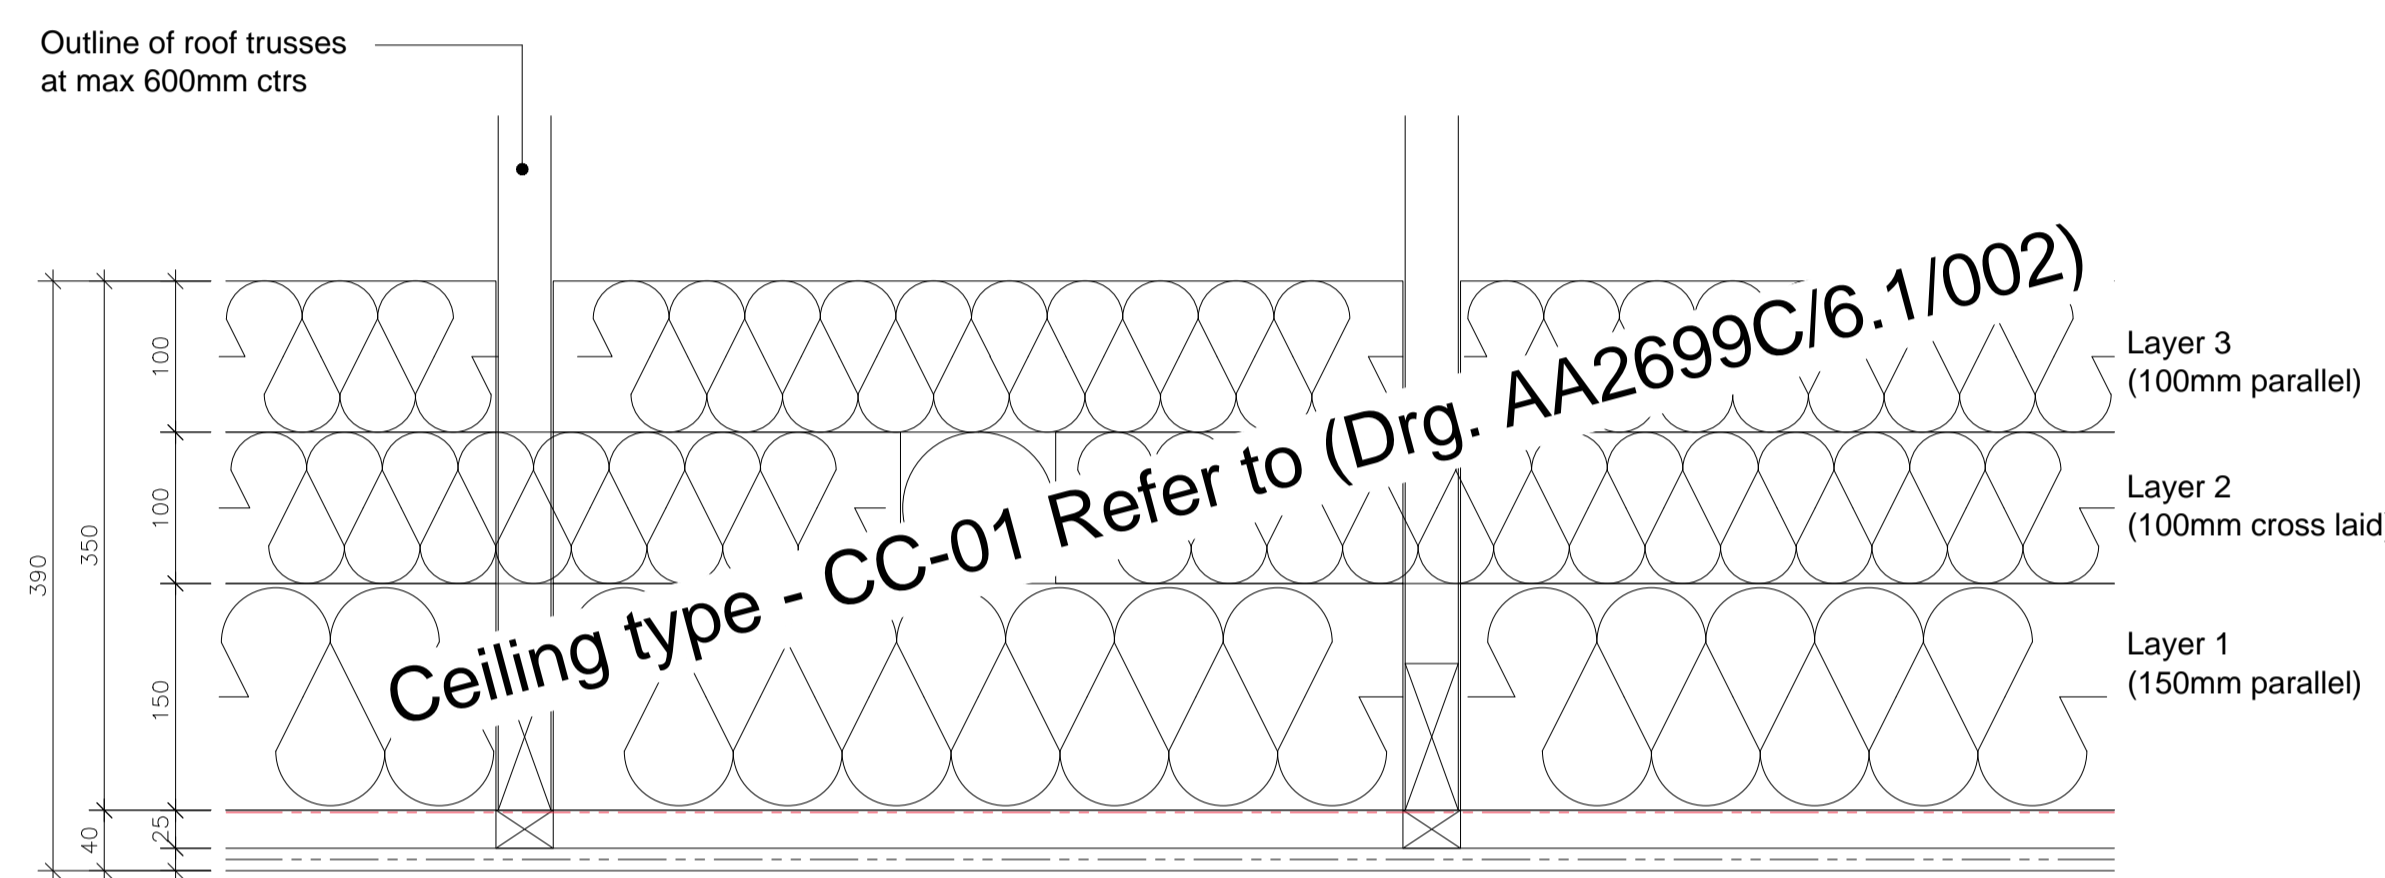 Outline of roof trusses
at max 600mm ctrs
Ceiling type - CC-01 Refer to (Drg. AA2699C/6.1/002)
100
100
150
25
350
40
390
Layer 3
(100mm parallel)
Layer 2
(100mm cross laid)
Layer 1
(150mm parallel)